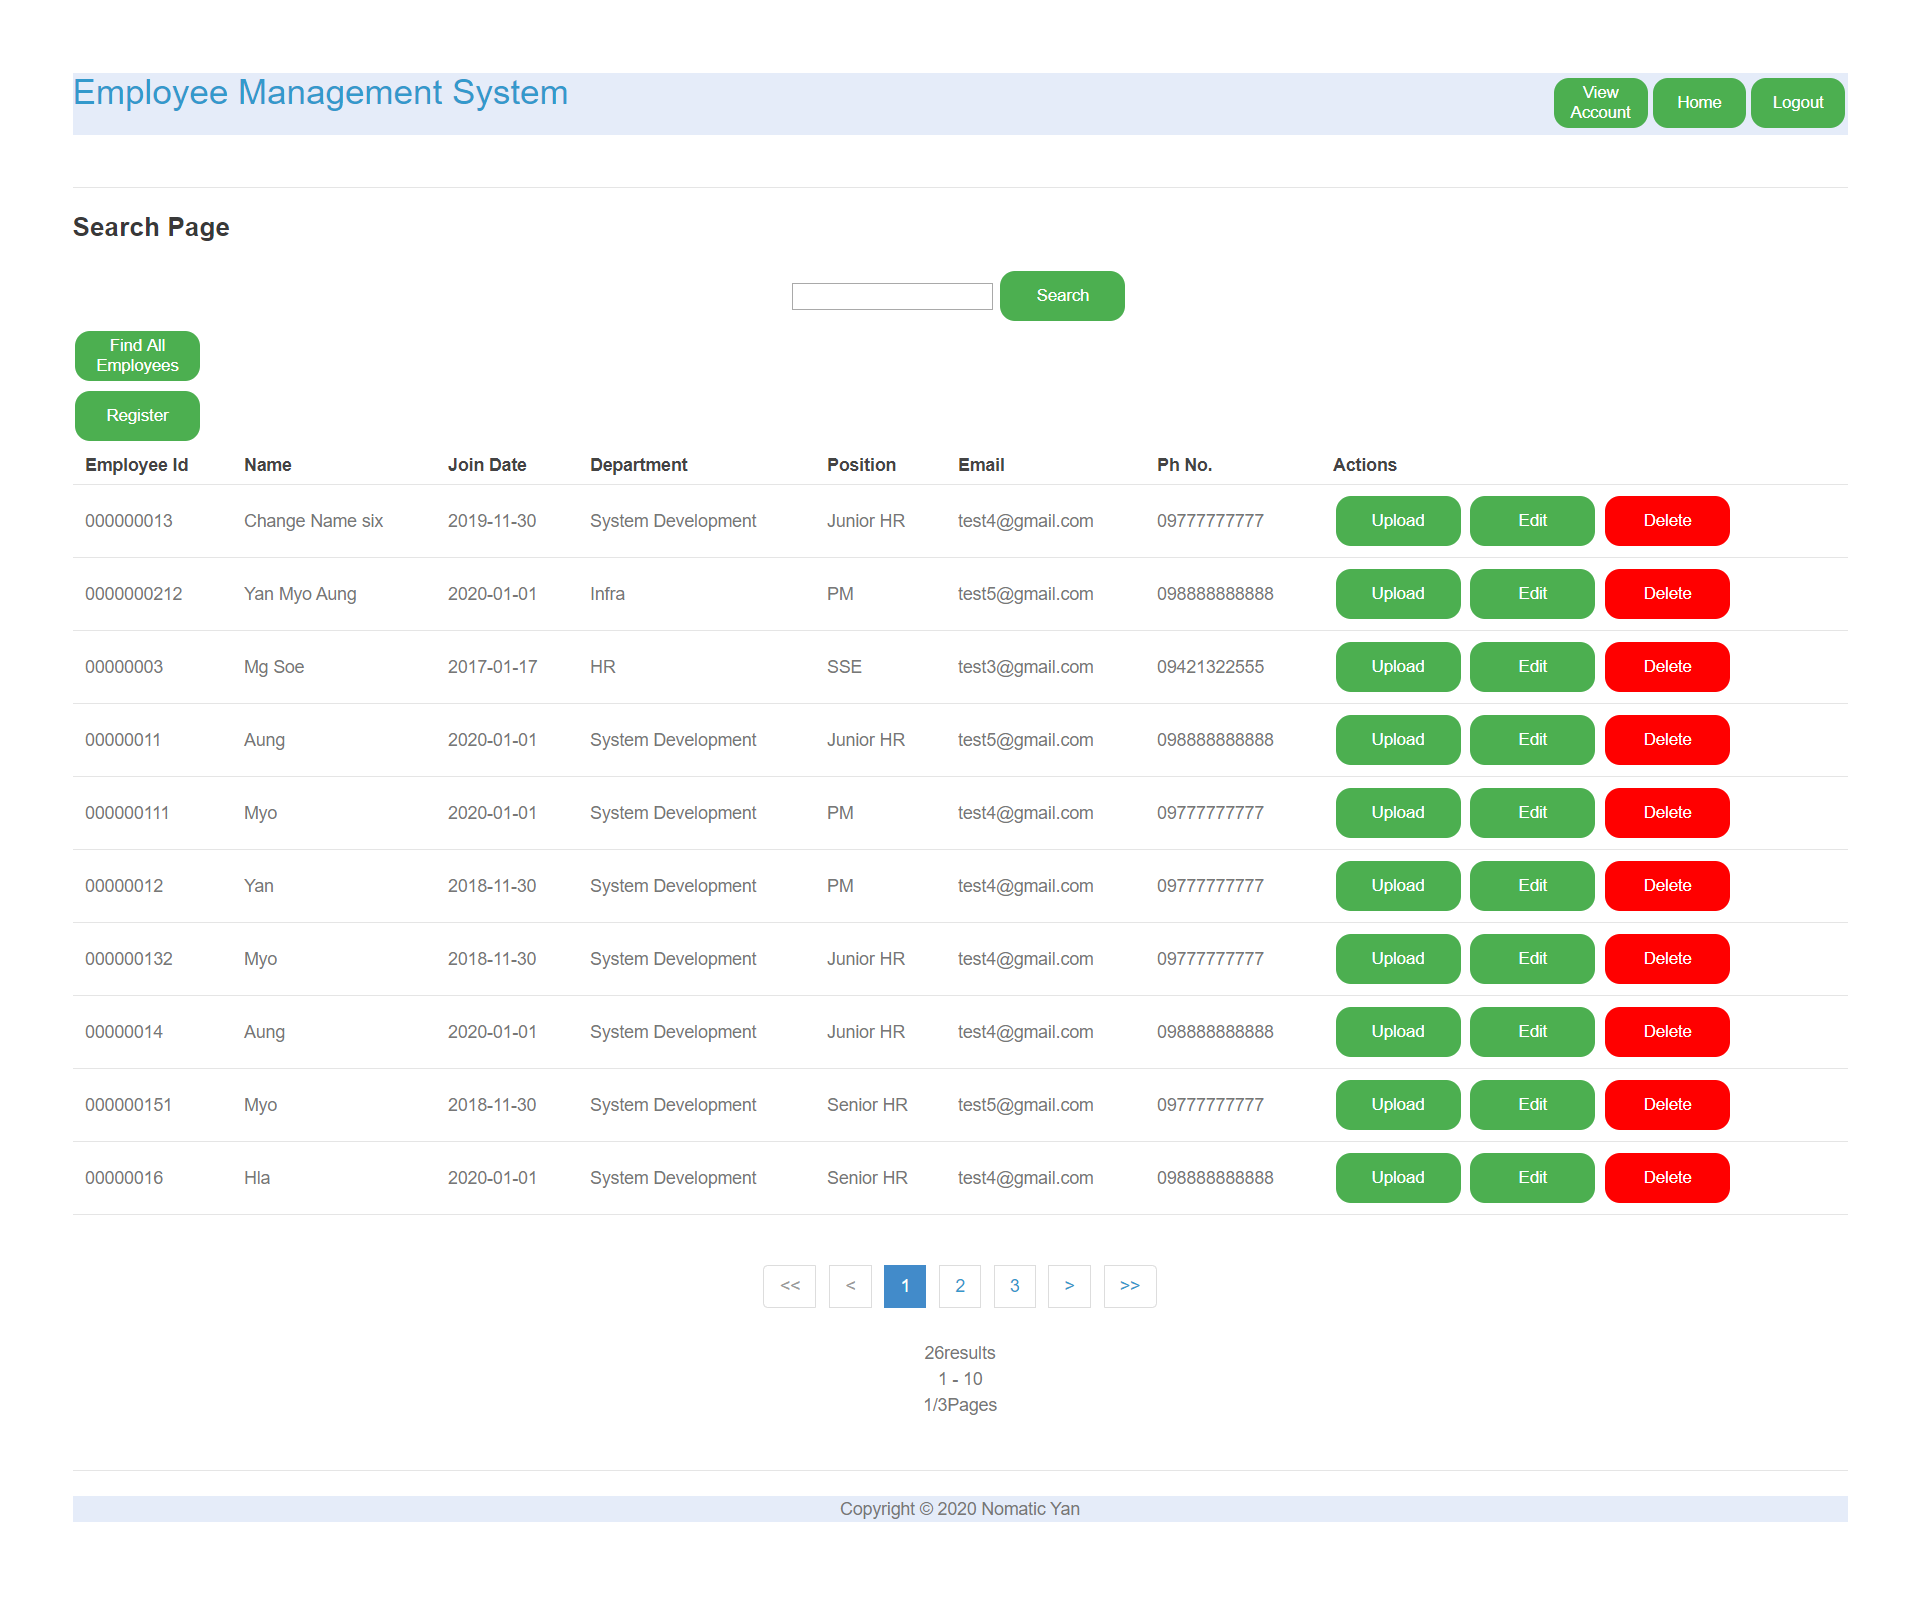 Employee Management System
View Account
Home
Logout
Search Page
Search
Find All Employees
Register
Employee Id Name Join Date Department Position Email Ph No. Actions
000000013 Change Name six 2019-11-30 System Development Junior HR test4@gmail.com 09777777777 Upload Edit Delete
0000000212 Yan Myo Aung 2020-01-01 Infra PM test5@gmail.com 098888888888 Upload Edit Delete
00000003 Mg Soe 2017-01-17 HR SSE test3@gmail.com 09421322555 Upload Edit Delete
00000011 Aung 2020-01-01 System Development Junior HR test5@gmail.com 098888888888 Upload Edit Delete
000000111 Myo 2020-01-01 System Development PM test4@gmail.com 09777777777 Upload Edit Delete
00000012 Yan 2018-11-30 System Development PM test4@gmail.com 09777777777 Upload Edit Delete
000000132 Myo 2018-11-30 System Development Junior HR test4@gmail.com 09777777777 Upload Edit Delete
00000014 Aung 2020-01-01 System Development Junior HR test4@gmail.com 098888888888 Upload Edit Delete
000000151 Myo 2018-11-30 System Development Senior HR test5@gmail.com 09777777777 Upload Edit Delete
00000016 Hla 2020-01-01 System Development Senior HR test4@gmail.com 098888888888 Upload Edit Delete
<< < 1 2 3 > >>
26results
1 - 10
1/3Pages
Copyright © 2020 Nomatic Yan